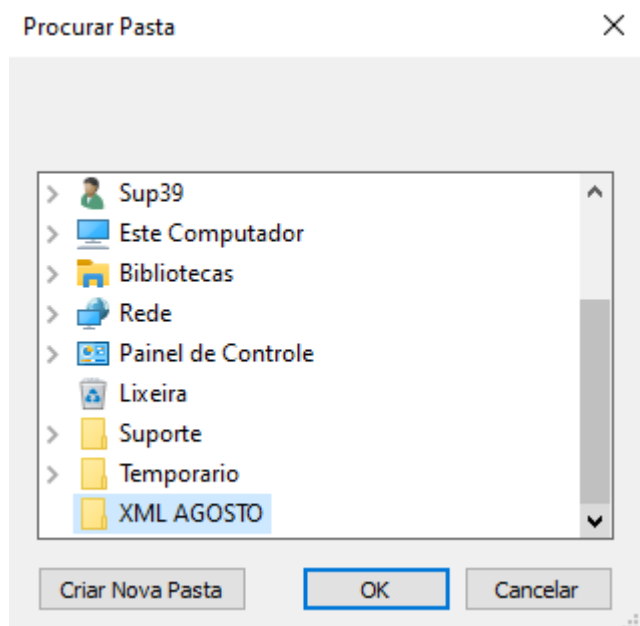 Procurar Pasta
Sup39
Este Computador
Bibliotecas
Rede
Painel de Controle
Lixeira
Suporte
Temporario
XML AGOSTO
Criar Nova Pasta OK Cancelar